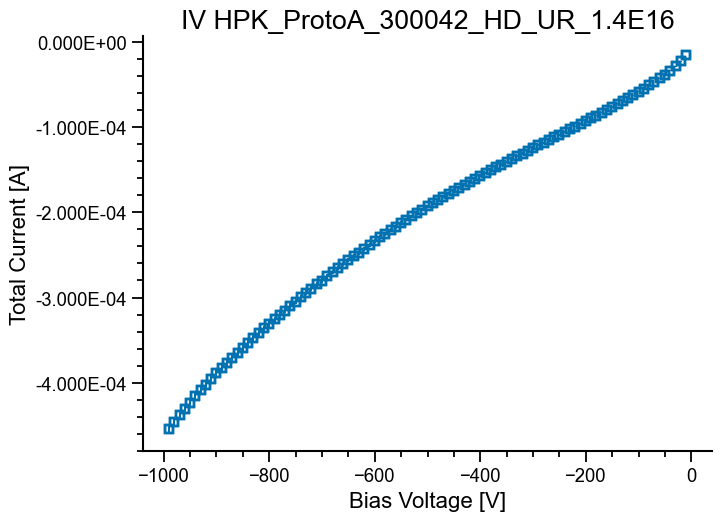 IV HPK_ProtoA_300042_HD_UR_1.4E16
0.000E+00
-1.000E-04
-2.000E-04
-3.000E-04
-4.000E-04
Total Current [A]
−1000
−800
−600
−400
−200
0
Bias Voltage [V]